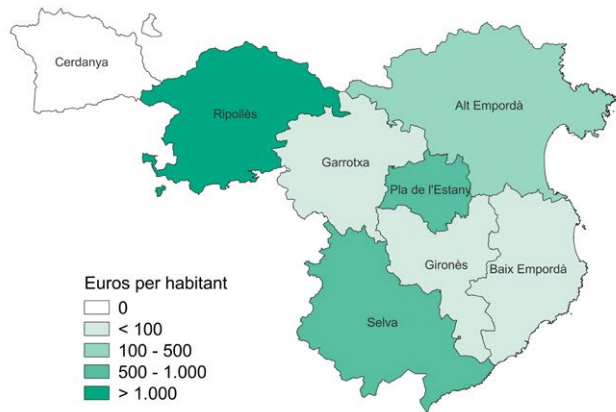 Cerdanya
Ripollès
Alt Empordà
Garrotxa
Pla de l'Estany
Gironès
Baix Empordà
Selva
Euros per habitant
0
< 100
100 - 500
500 - 1.000
> 1.000